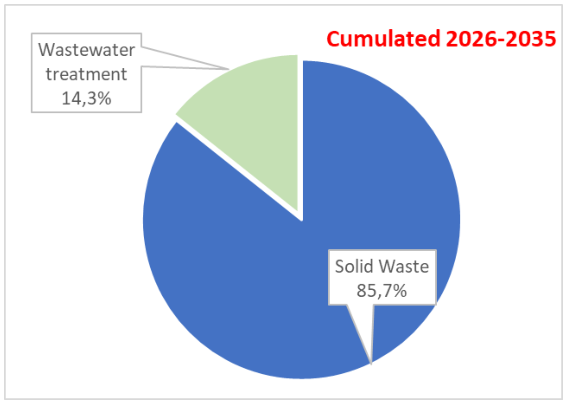 Cumulated 2026-2035
Wastewater
treatment
14,3%
Solid Waste
85,7%